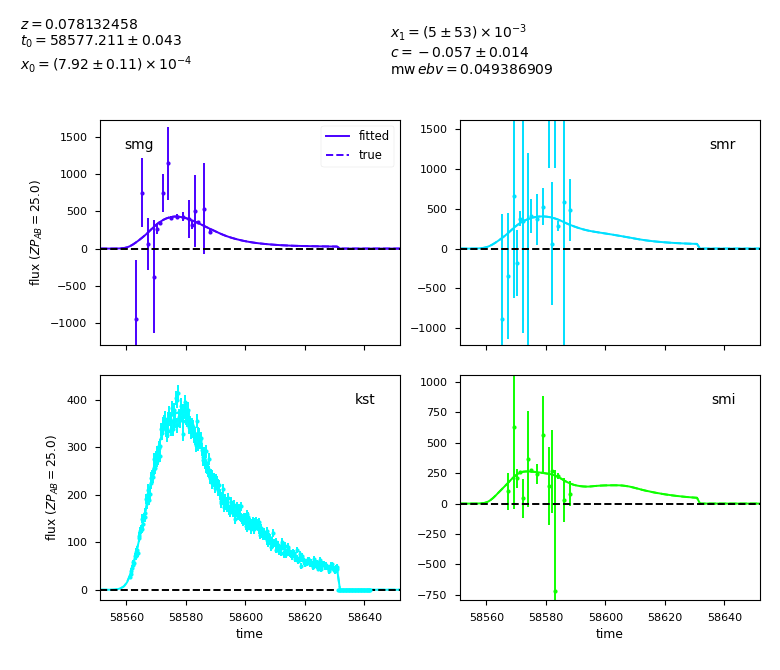 z = 0.078132458
t₀ = 58577.211 ± 0.043
x₀ = (7.92 ± 0.11) × 10⁻⁴
x₁ = (5 ± 53) × 10⁻³
c = −0.057 ± 0.014
mw ebv = 0.049386909
smg
fitted
true
1500
1000
500
0
−500
−1000
flux (ZP_AB = 25.0)
smr
1500
1000
500
0
−500
−1000
kst
400
300
200
100
0
flux (ZP_AB = 25.0)
58560 58580 58600 58620 58640
time
smi
1000
750
500
250
0
−250
−500
−750
58560 58580 58600 58620 58640
time